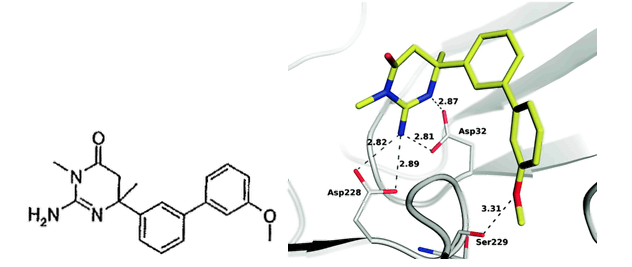 O
N
H₂N
N
O
2.87
2.82
2.81
Asp32
2.89
Asp228
3.31
Ser229